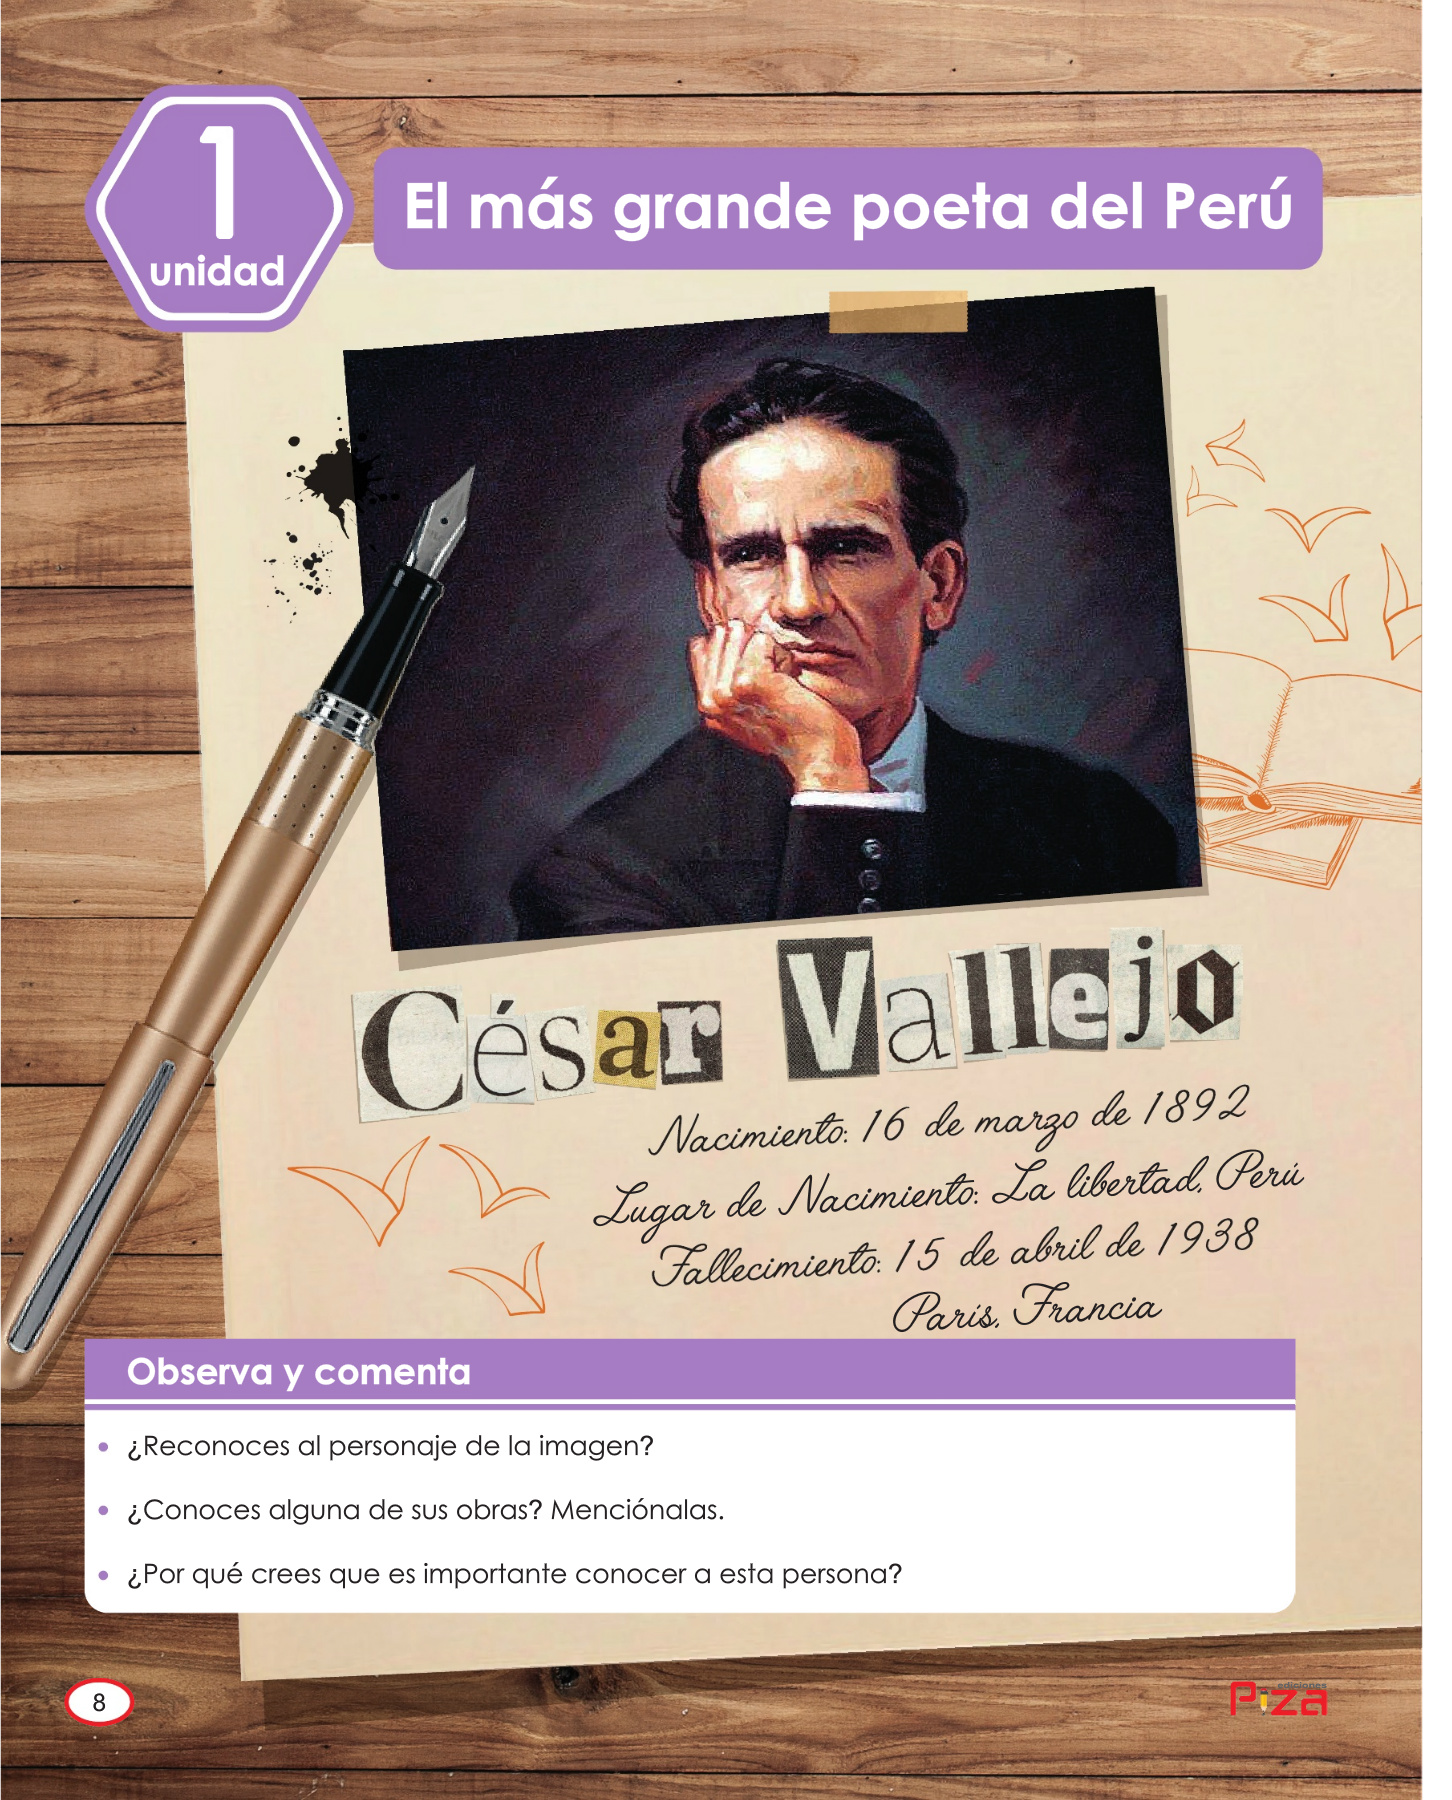 1
unidad
El más grande poeta del Perú
César Vallejo
Nacimiento: 16 de marzo de 1892
Lugar de Nacimiento: La libertad, Perú
Fallecimiento: 15 de abril de 1938
París, Francia
Observa y comenta
• ¿Reconoces al personaje de la imagen?
• ¿Conoces alguna de sus obras? Menciónalas.
• ¿Por qué crees que es importante conocer a esta persona?
8
ediciones
Piza